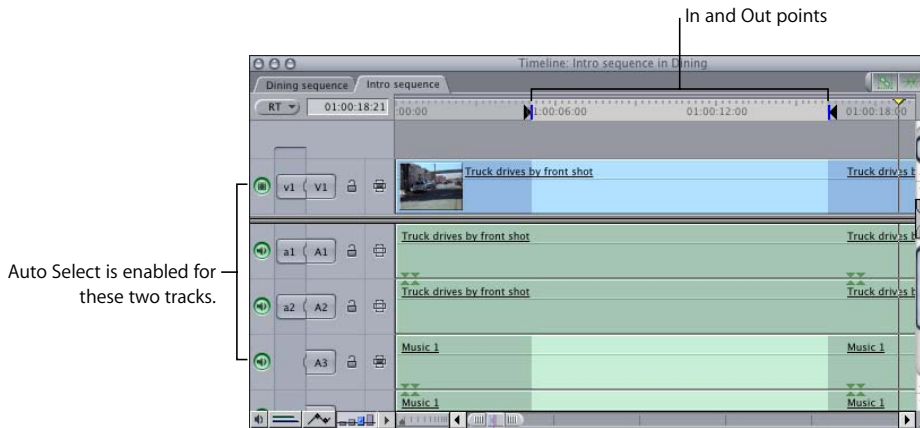 In and Out points
Timeline: Intro sequence in Dining
Dining sequence Intro sequence
RT 01:00:18:21 :00:00 1:00:06:00 01:00:12:00 01:00:18:00
v1 V1 Truck drives by front shot Truck drives b
a1 A1 Truck drives by front shot Truck drives b
Auto Select is enabled for
these two tracks.
a2 A2 Truck drives by front shot Truck drives b
A3 Music 1 Music 1
Music 1 Music 1